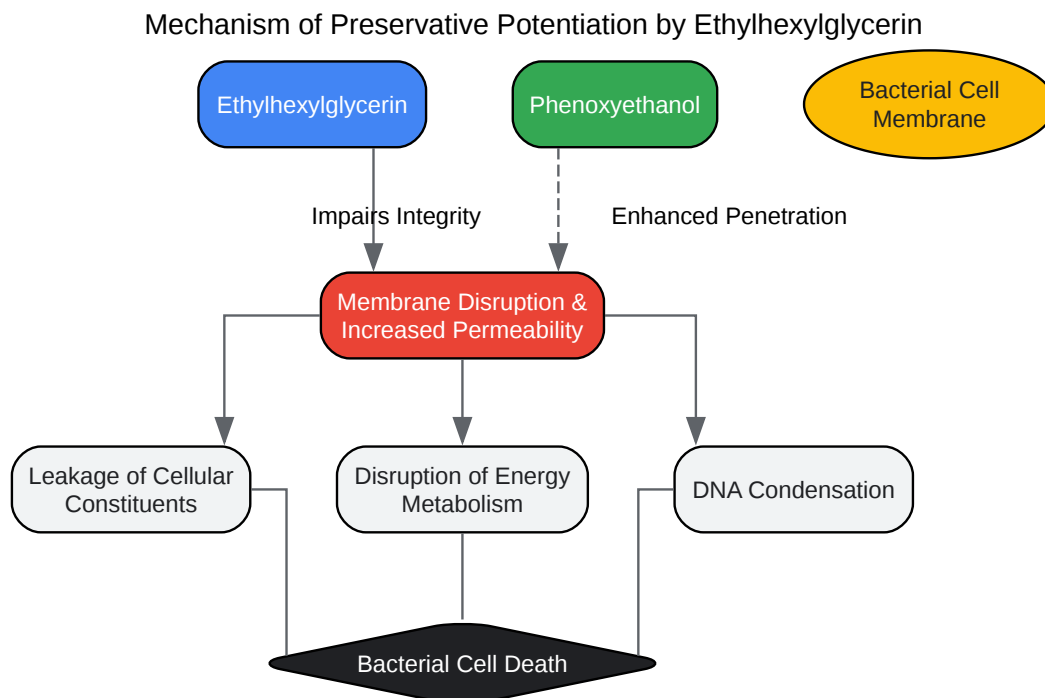 Mechanism of Preservative Potentiation by Ethylhexylglycerin
Ethylhexylglycerin
Phenoxyethanol
Bacterial Cell
Membrane
Impairs Integrity
Enhanced Penetration
Membrane Disruption &
Increased Permeability
Leakage of Cellular
Constituents
Disruption of Energy
Metabolism
DNA Condensation
Bacterial Cell Death